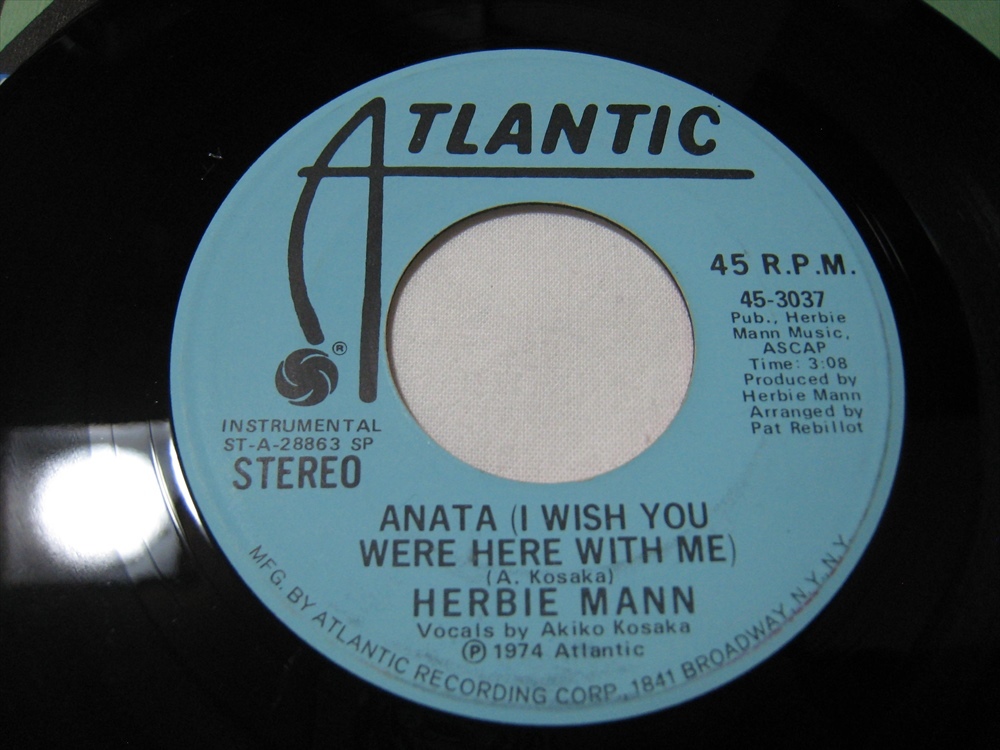 ATLANTIC
45 R.P.M.
45-3037
Pub., Herbie
Mann Music,
ASCAP
Time: 3:08
Produced by
Herbie Mann
Arranged by
Pat Rebillot
®
INSTRUMENTAL
ST-A-28863 SP
STEREO
ANATA (I WISH YOU
WERE HERE WITH ME)
(A. Kosaka)
HERBIE MANN
Vocals by Akiko Kosaka
℗ 1974 Atlantic
MFG. BY ATLANTIC RECORDING CORP., 1841 BROADWAY, N.Y. N.Y.